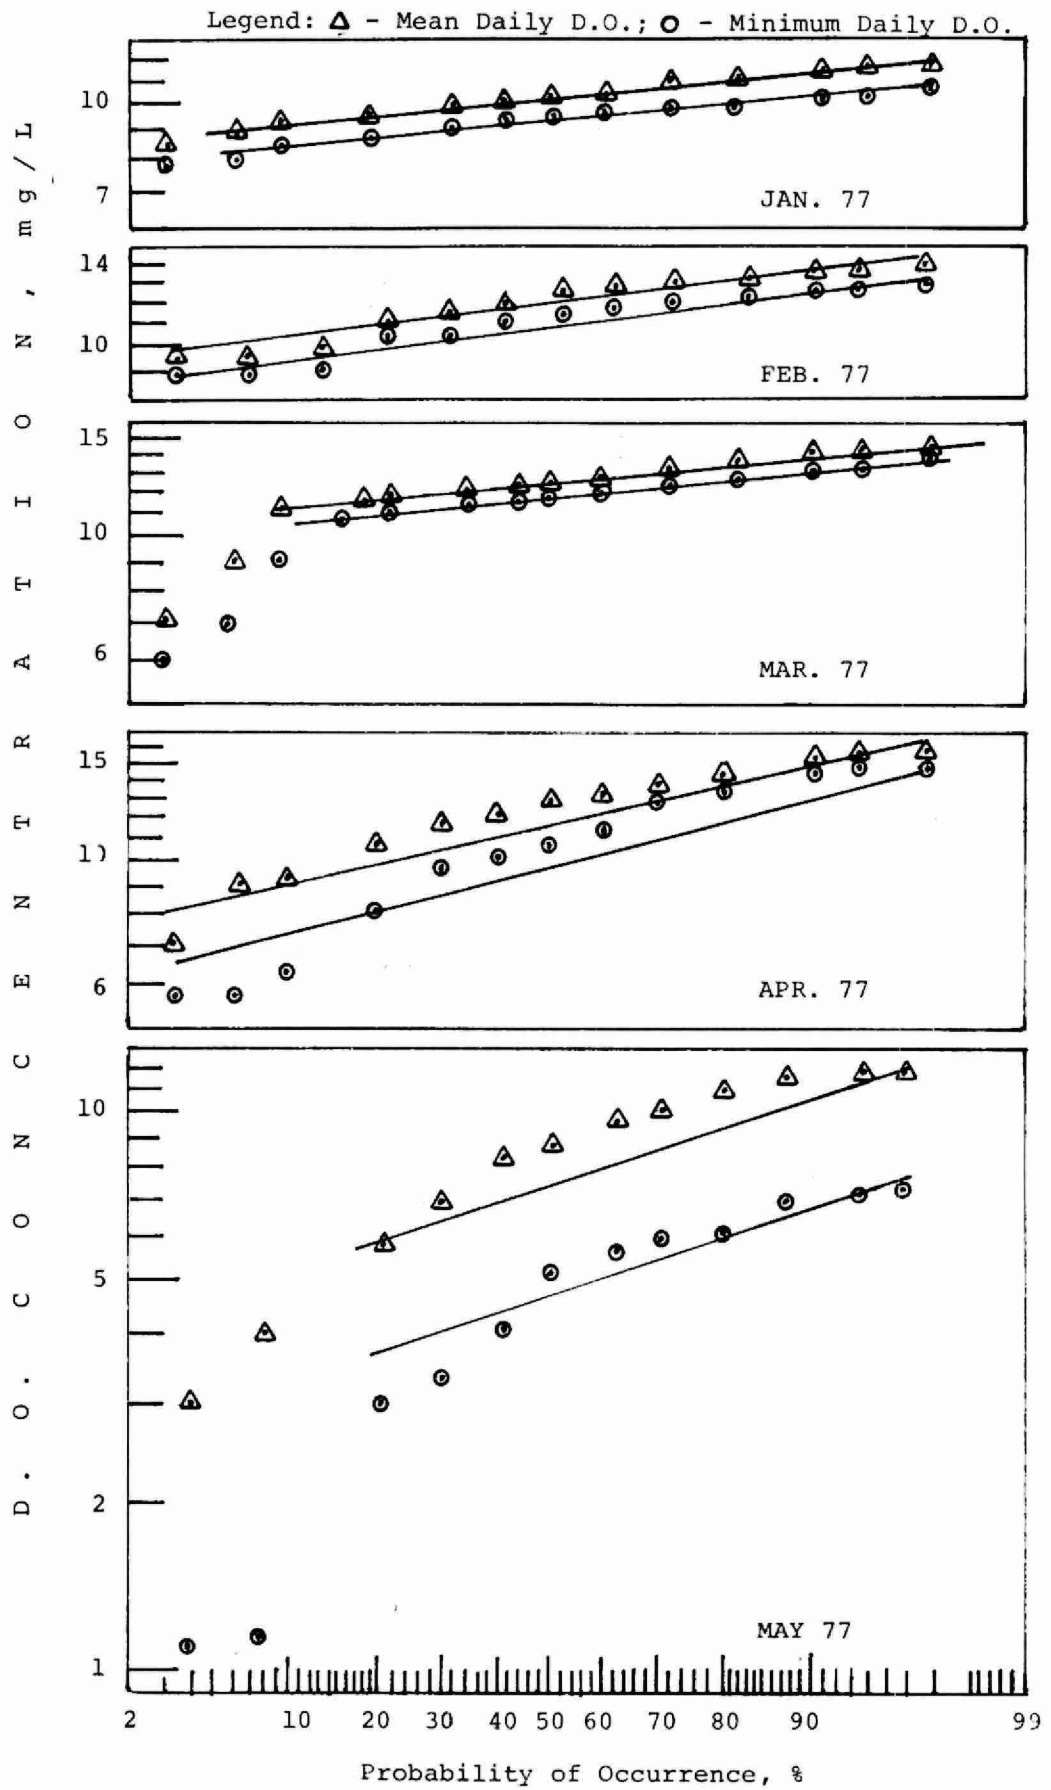 Legend: △ - Mean Daily D.O.; ⊙ - Minimum Daily D.O.
D.O. CONCENTRATION, mg/L
10
7
JAN. 77
14
10
FEB. 77
15
10
6
MAR. 77
15
10
6
APR. 77
10
5
2
1
MAY 77
2 10 20 30 40 50 60 70 80 90 99
Probability of Occurrence, %